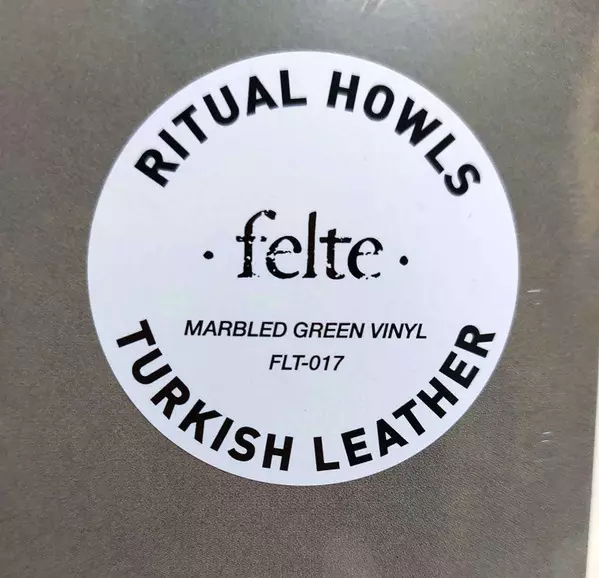 RITUAL HOWLS
· felte ·
MARBLED GREEN VINYL
FLT-017
TURKISH LEATHER